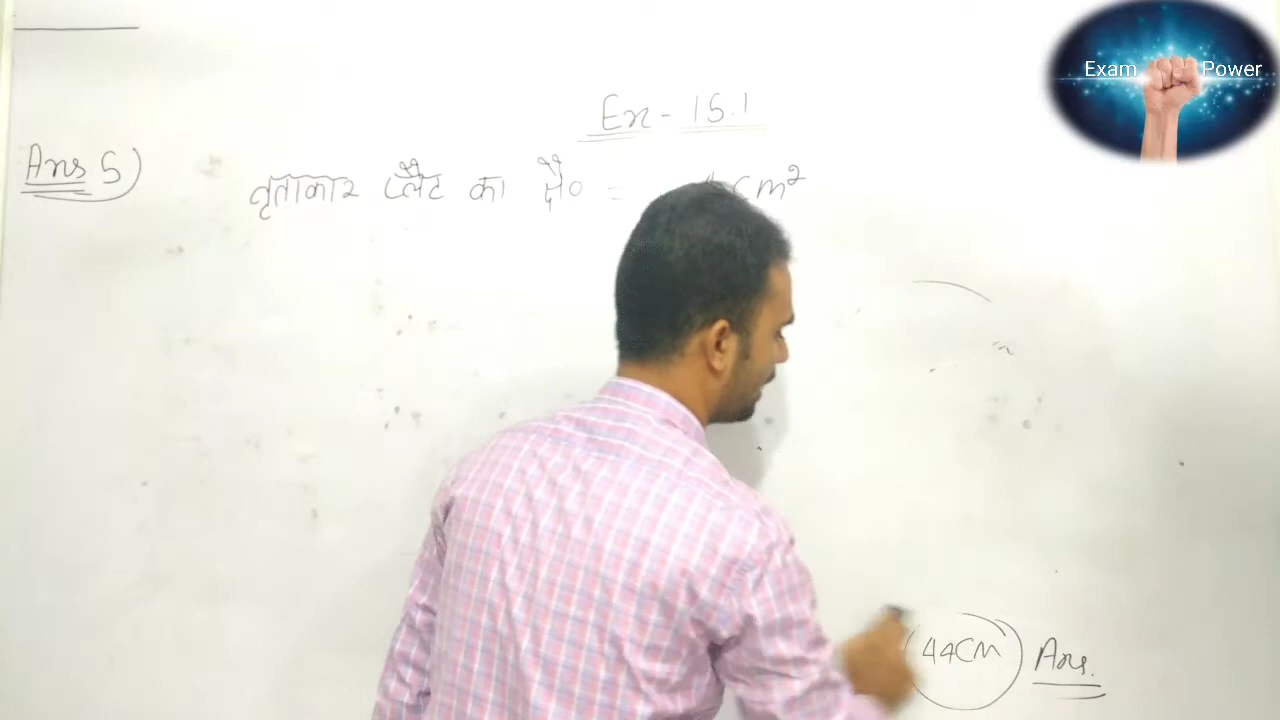 Exam Power
Ex - 15.1
Ans 5)
वृताकार प्लेट का क्षे० = cm²
44CM Ans.